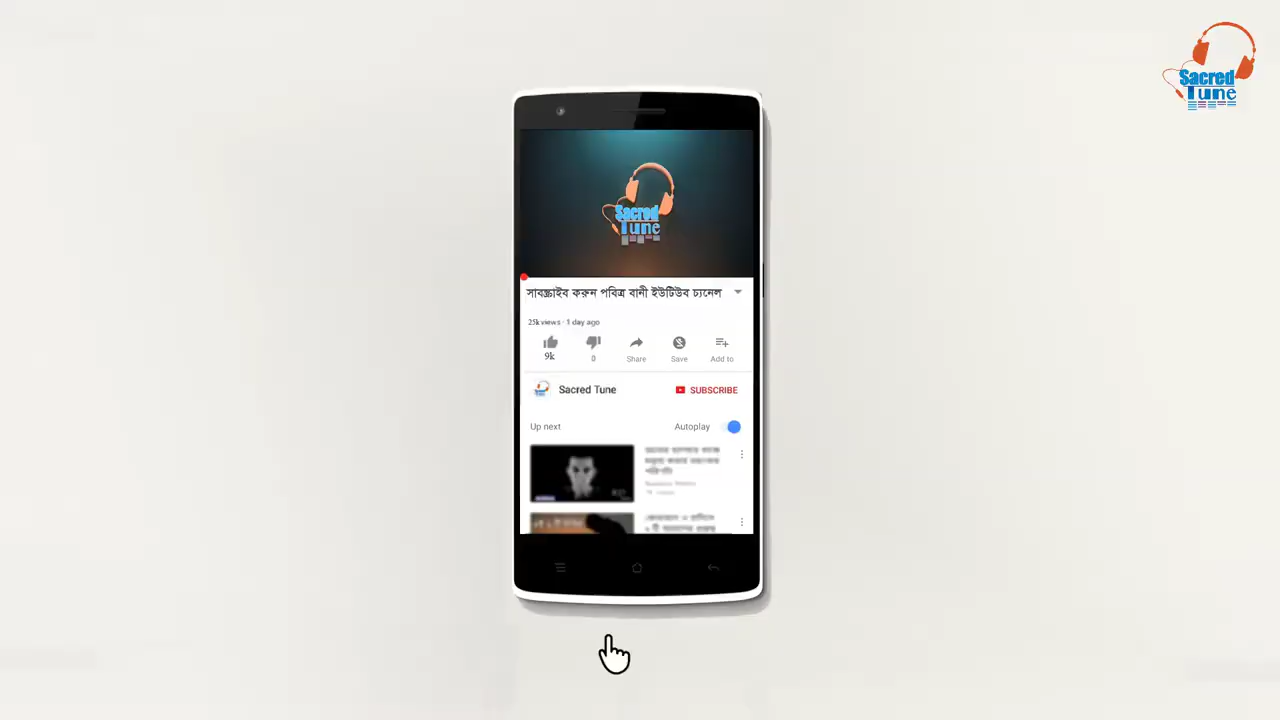 Sacred
Tune
Sacred
Tune
সাবস্ক্রাইব করুন পবিত্র বানী ইউটিউব চ্যনেল
25k views · 1 day ago
9k
0
Share
Save
Add to
Sacred Tune
SUBSCRIBE
Up next
Autoplay